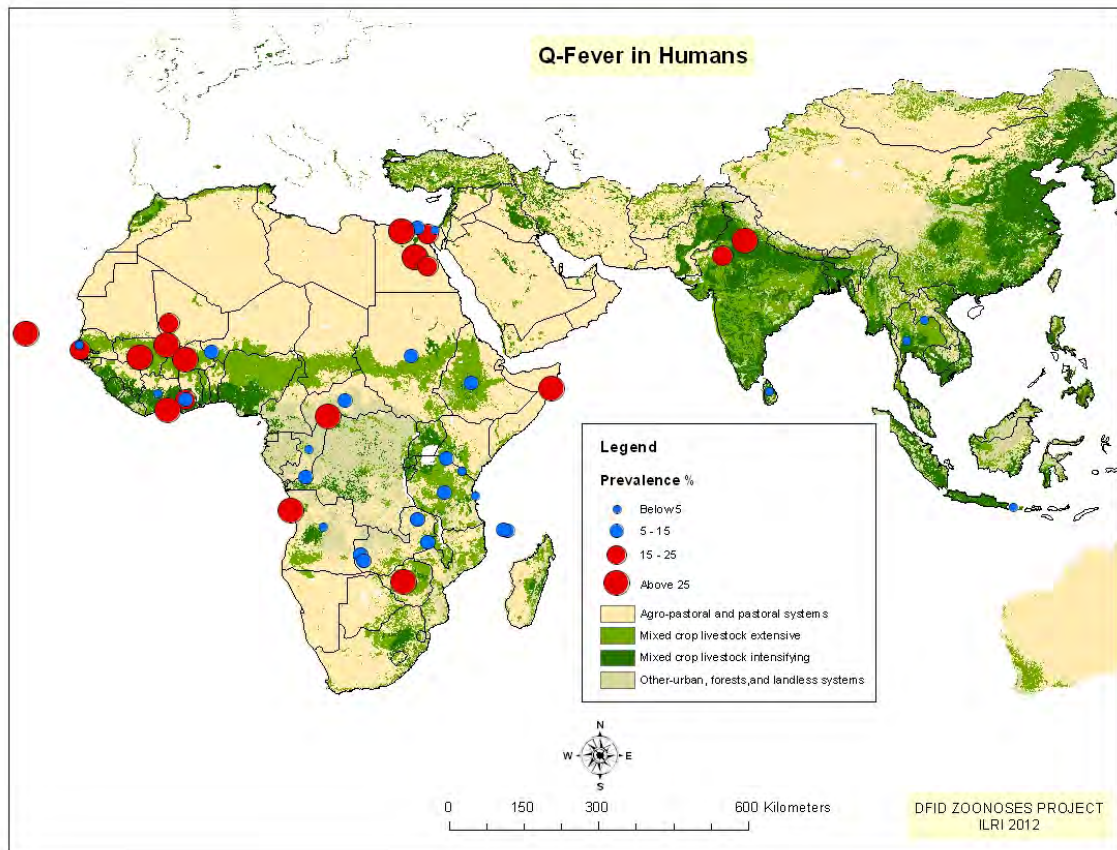 Q-Fever in Humans
Legend
Prevalence %
Below 5
5 - 15
15 - 25
Above 25
Agro-pastoral and pastoral systems
Mixed crop livestock extensive
Mixed crop livestock intensifying
Other-urban, forests,and landless systems
N
W E
S
0 150 300 600 Kilometers
DFID ZOONOSES PROJECT
ILRI 2012